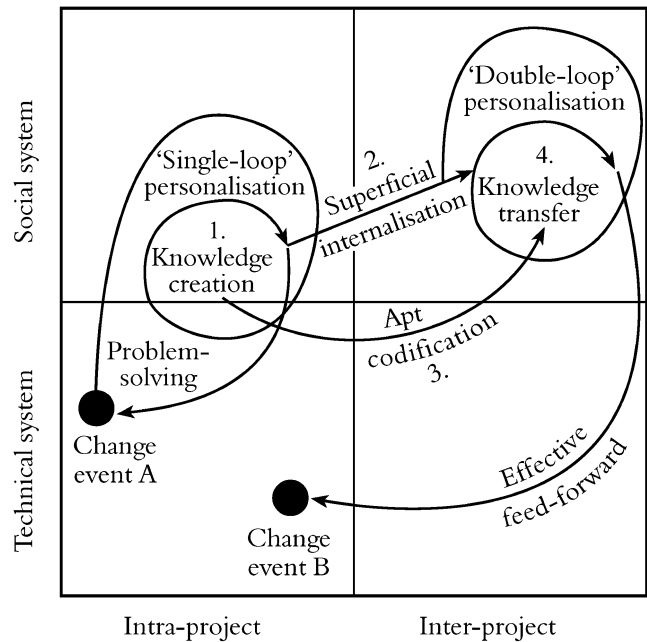 Social system
Technical system
‘Single-loop’
personalisation
1.
Knowledge
creation
Problem-
solving
Change
event A
2.
Superficial
internalisation
‘Double-loop’
personalisation
4.
Knowledge
transfer
Apt
codification
3.
Effective
feed-forward
Change
event B
Intra-project
Inter-project